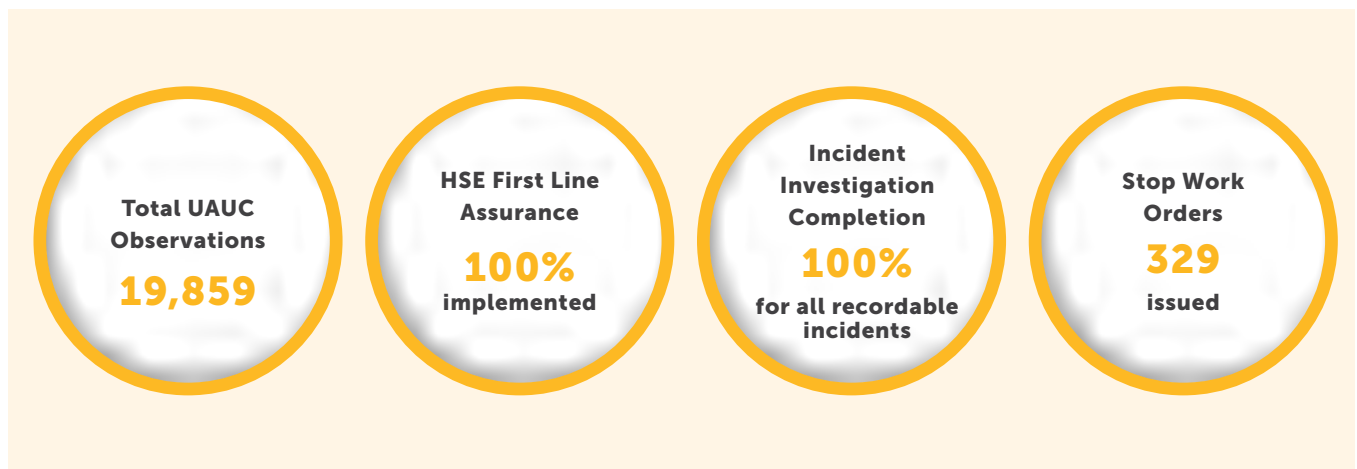 Total UAUC
Observations
19,859
HSE First Line
Assurance
100%
implemented
Incident
Investigation
Completion
100%
for all recordable
incidents
Stop Work
Orders
329
issued